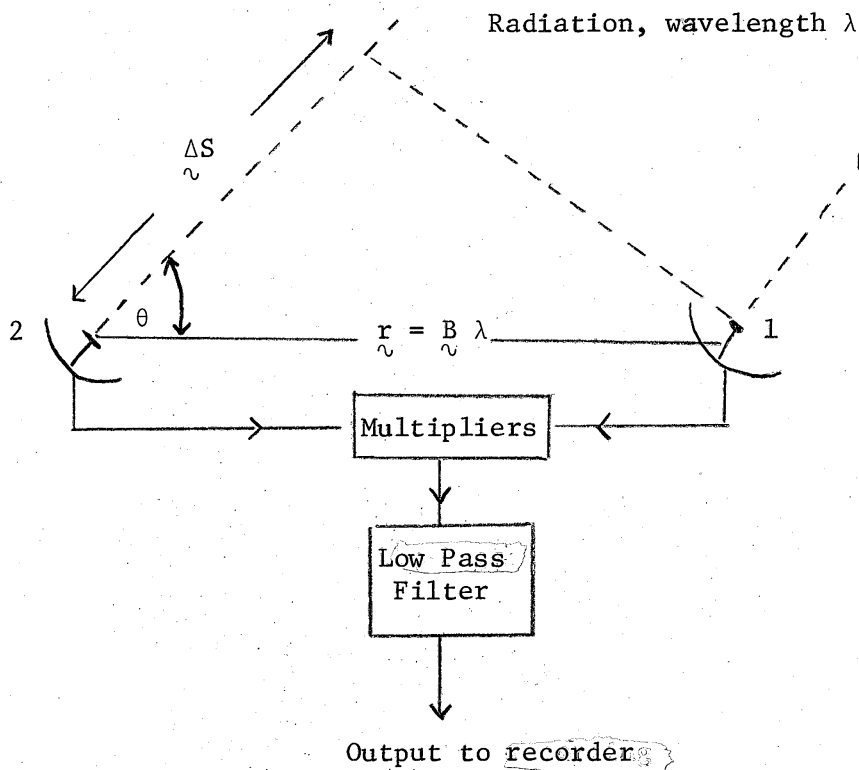 Radiation, wavelength λ
ΔS
θ
2
r = B λ
1
Multipliers
Low Pass
Filter
Output to recorder